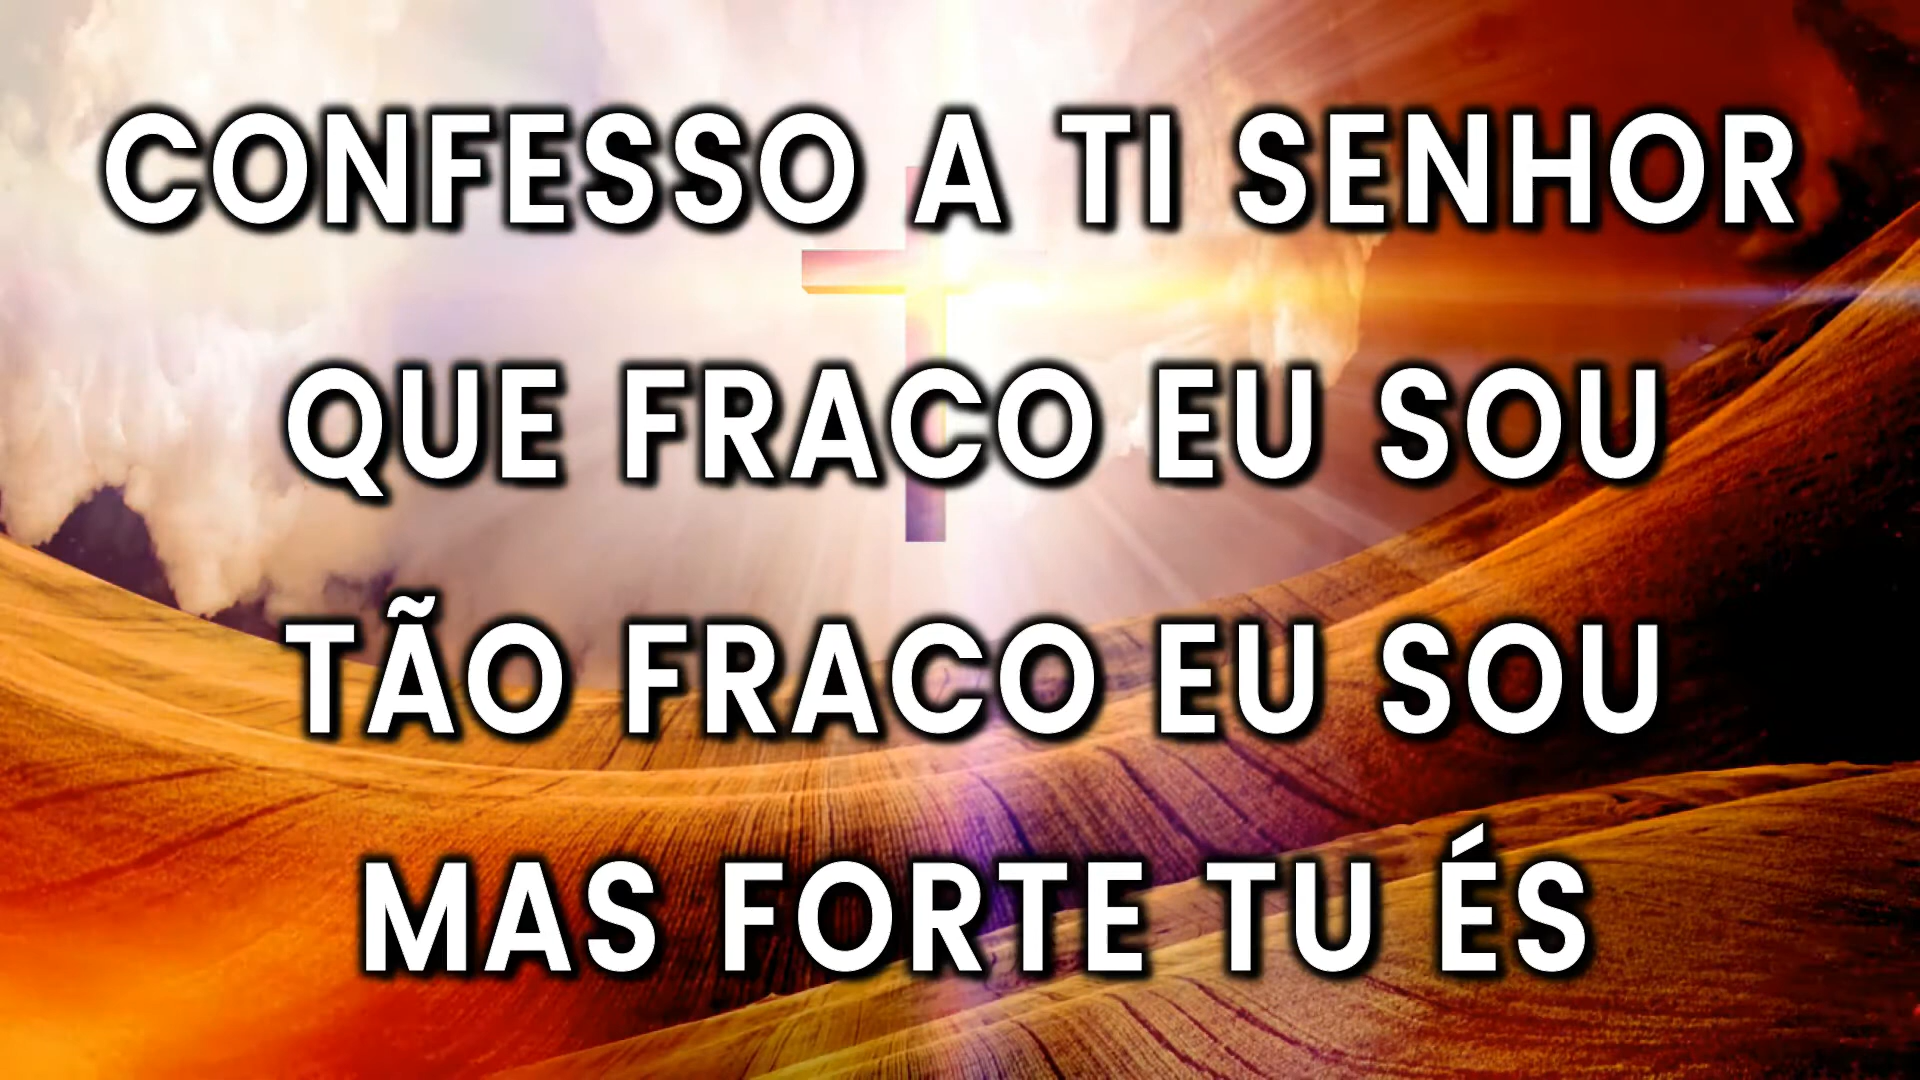 CONFESSO A TI SENHOR
QUE FRACO EU SOU
TÃO FRACO EU SOU
MAS FORTE TU ÉS